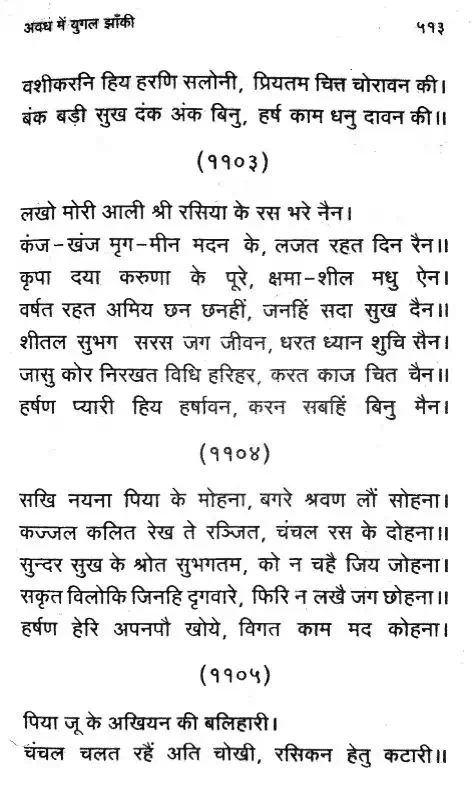 अवध में युगल झाँकी ५१३
वशीकरनि हिय हरणि सलोनी, प्रियतम चित्त चोरावन की।
बंक बड़ी सुख दंक अंक बिनु, हर्ष काम धनु दावन की॥
(११०३)
लखो मोरी आली श्री रसिया के रस भरे नैन।
कंज-खंज मृग-मीन मदन के, लजत रहत दिन रैन॥
कृपा दया करुणा के पूरे, क्षमा-शील मधु ऐन।
वर्षत रहत अमिय छन छनहीं, जनहिं सदा सुख दैन॥
शीतल सुभग सरस जग जीवन, धरत ध्यान शुचि सैन।
जासु कोर निरखत विधि हरिहर, करत काज चित चैन॥
हर्षण प्यारी हिय हर्षावन, करन सबहिं बिनु मैन।
(११०४)
सखि नयना पिया के मोहना, बगरे श्रवण लौं सोहना।
कज्जल कलित रेख ते रञ्जित, चंचल रस के दोहना॥
सुन्दर सुख के श्रोत सुभगतम, को न चहै जिय जोहना।
सकृत विलोकि जिनहि दृगवारे, फिरि न लखै जग छोहना॥
हर्षण हेरि अपनपौ खोये, विगत काम मद कोहना।
(११०५)
पिया जू के अखियन की बलिहारी।
चंचल चलत रहैं अति चोखी, रसिकन हेतु कटारी॥